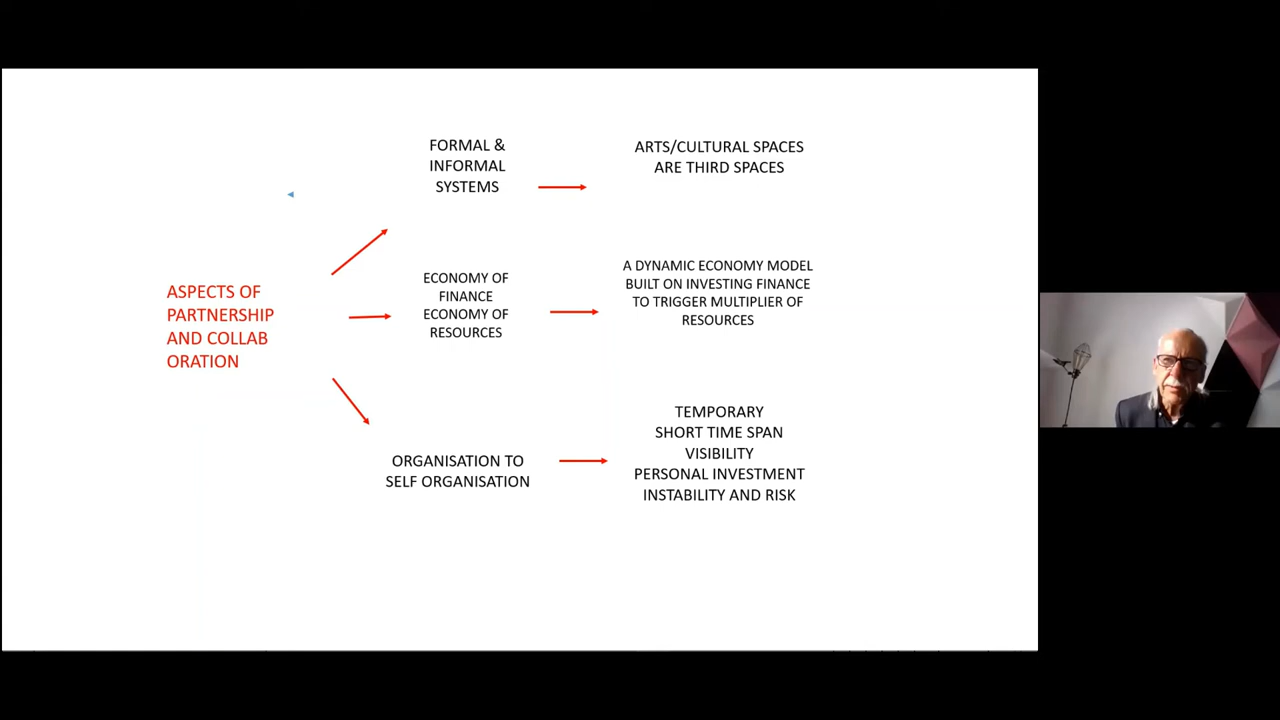 FORMAL &
INFORMAL
SYSTEMS
ARTS/CULTURAL SPACES
ARE THIRD SPACES
ASPECTS OF
PARTNERSHIP
AND COLLAB
ORATION
ECONOMY OF
FINANCE
ECONOMY OF
RESOURCES
A DYNAMIC ECONOMY MODEL
BUILT ON INVESTING FINANCE
TO TRIGGER MULTIPLIER OF
RESOURCES
ORGANISATION TO
SELF ORGANISATION
TEMPORARY
SHORT TIME SPAN
VISIBILITY
PERSONAL INVESTMENT
INSTABILITY AND RISK